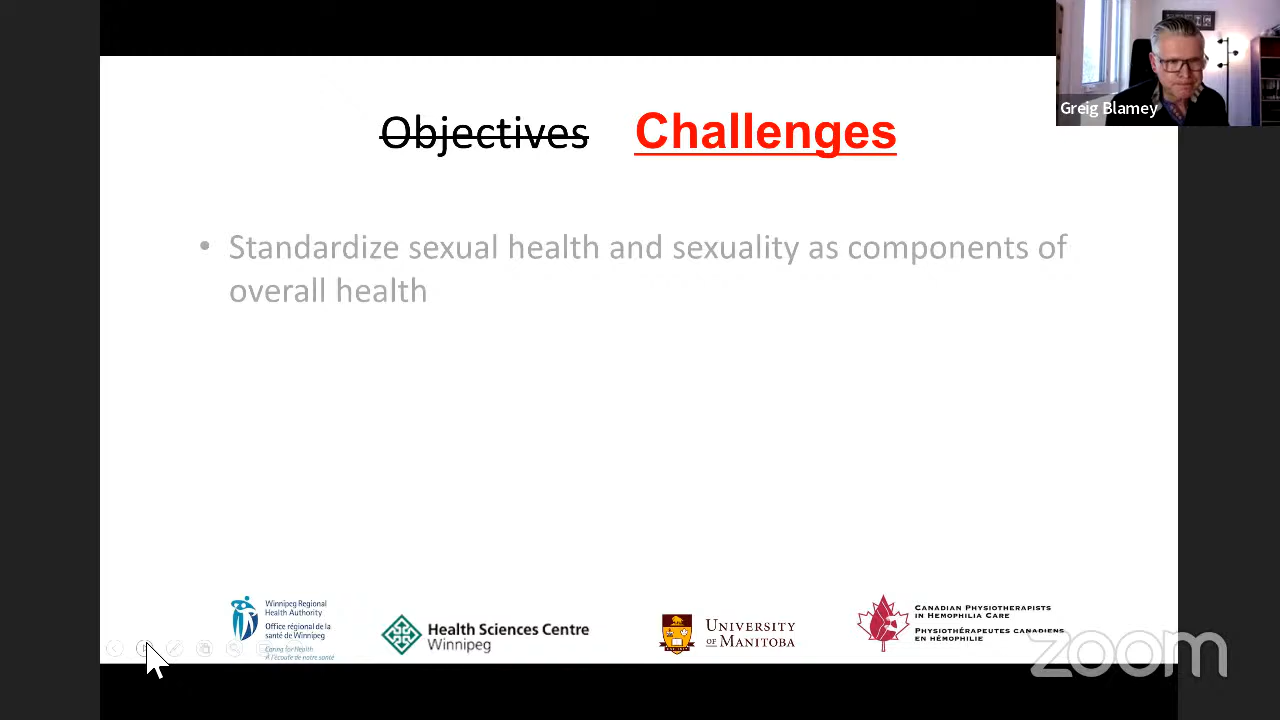 Greig Blamey
Objectives Challenges
• Standardize sexual health and sexuality as components of
overall health
Winnipeg Regional
Health Authority
Office régional de la
santé de Winnipeg
Caring for Health
À l'écoute de notre santé
Health Sciences Centre
Winnipeg
UNIVERSITY
OF MANITOBA
CANADIAN PHYSIOTHERAPISTS
IN HEMOPHILIA CARE
PHYSIOTHÉRAPEUTES CANADIENS
EN HÉMOPHILIE
zoom